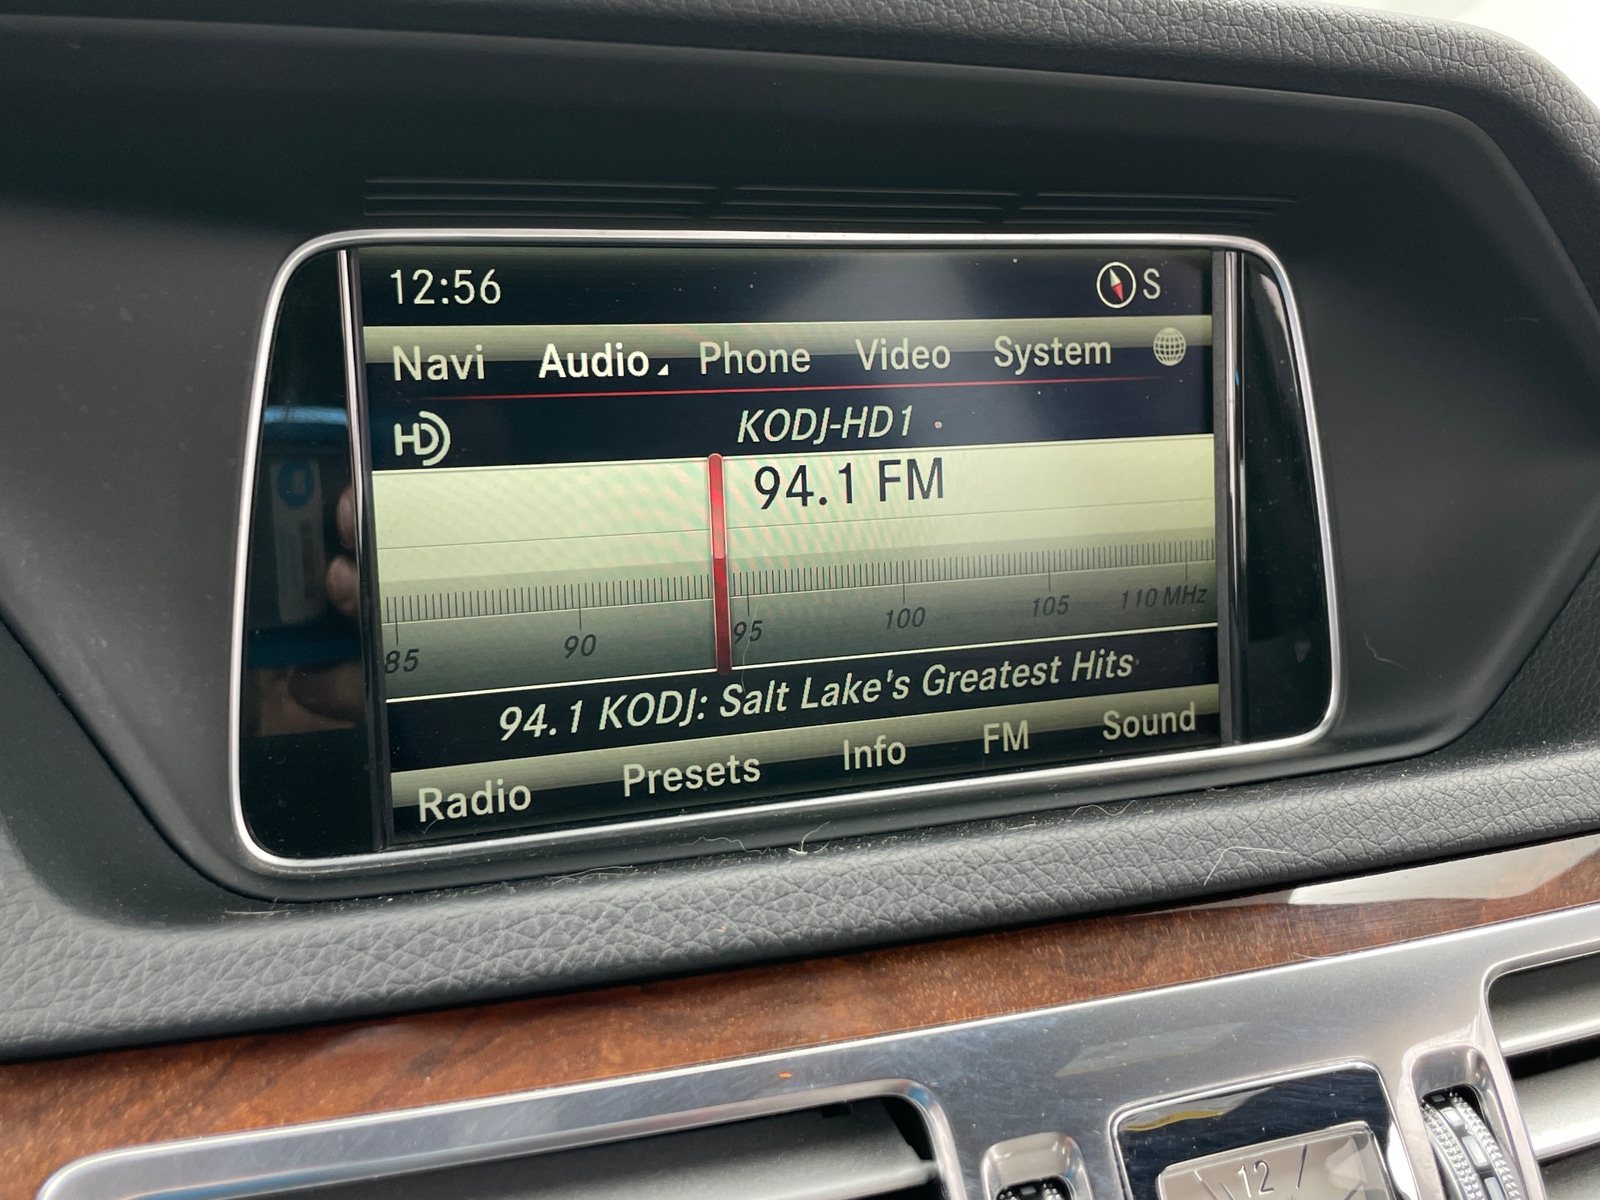 12:56 S
Navi Audio Phone Video System
HD KODJ-HD1
94.1 FM
85 90 95 100 105 110 MHz
94.1 KODJ: Salt Lake's Greatest Hits
Radio Presets Info FM Sound
12